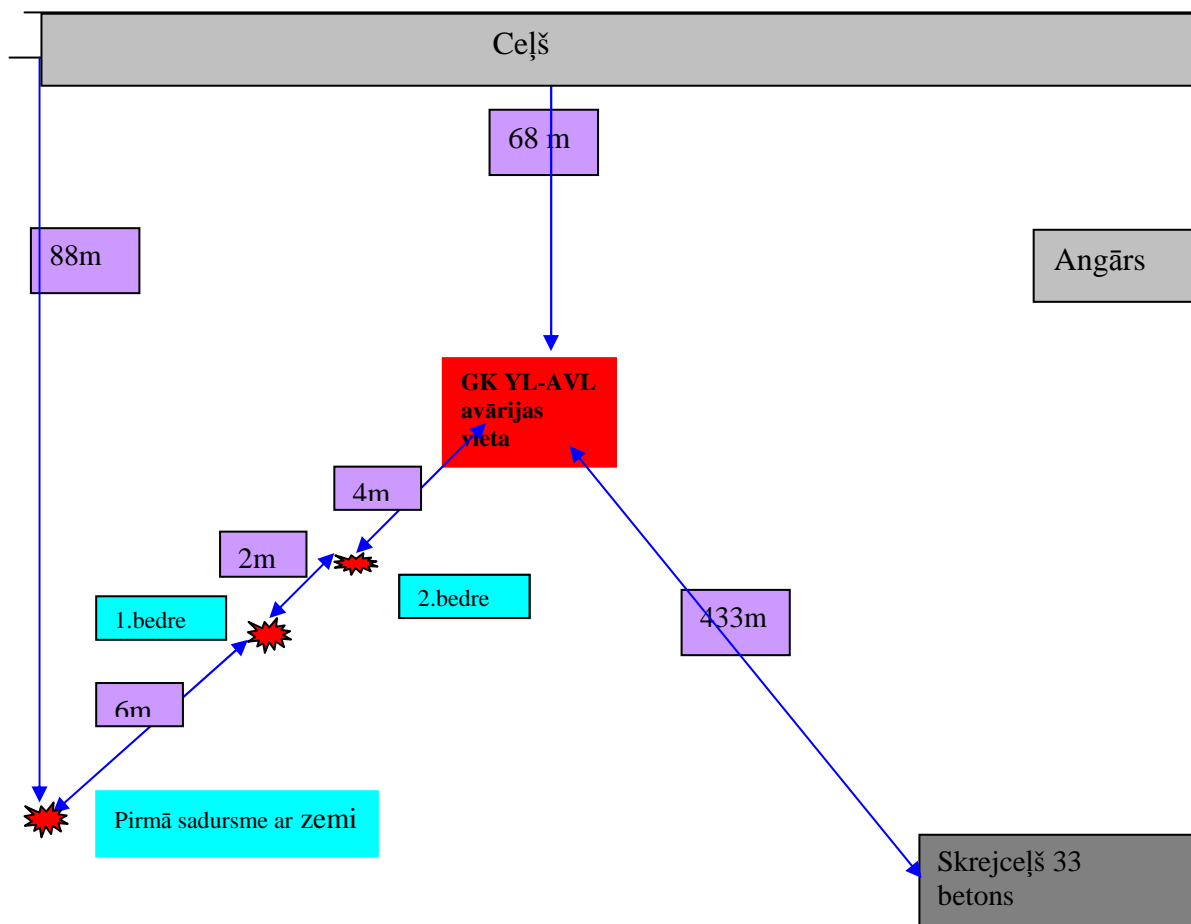 Ceļš
68 m
88m
Angārs
GK YL-AVL
avārijas
vieta
4m
2m
2.bedre
1.bedre
433m
6m
Pirmā sadursme ar zemi
Skrejceļš 33
betons